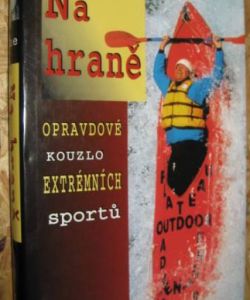 Na
hraně
OPRAVDOVÉ
KOUZLO
EXTRÉMNÍCH
sportů
OUTDOOR